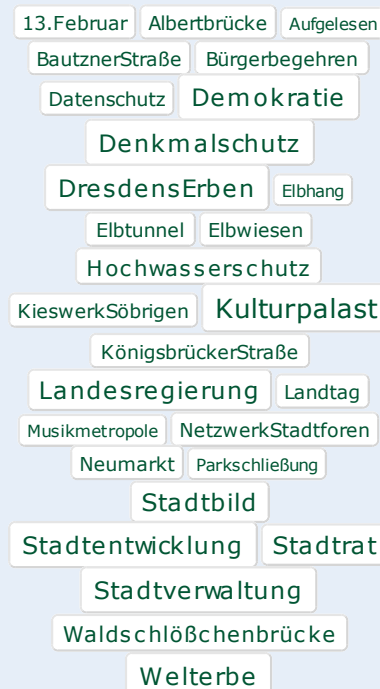 13.Februar Albertbrücke Aufgelesen
BautznerStraße Bürgerbegehren
Datenschutz Demokratie
Denkmalschutz
DresdensErben Elbhang
Elbtunnel Elbwiesen
Hochwasserschutz
KieswerkSöbrigen Kulturpalast
KönigsbrückerStraße
Landesregierung Landtag
Musikmetropole NetzwerkStadtforen
Neumarkt Parkschließung
Stadtbild
Stadtentwicklung Stadtrat
Stadtverwaltung
Waldschlößchenbrücke
Welterbe